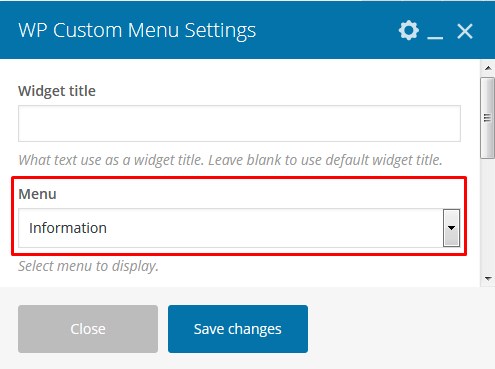 WP Custom Menu Settings
Widget title
What text use as a widget title. Leave blank to use default widget title.
Menu
Information
Select menu to display.
Close
Save changes